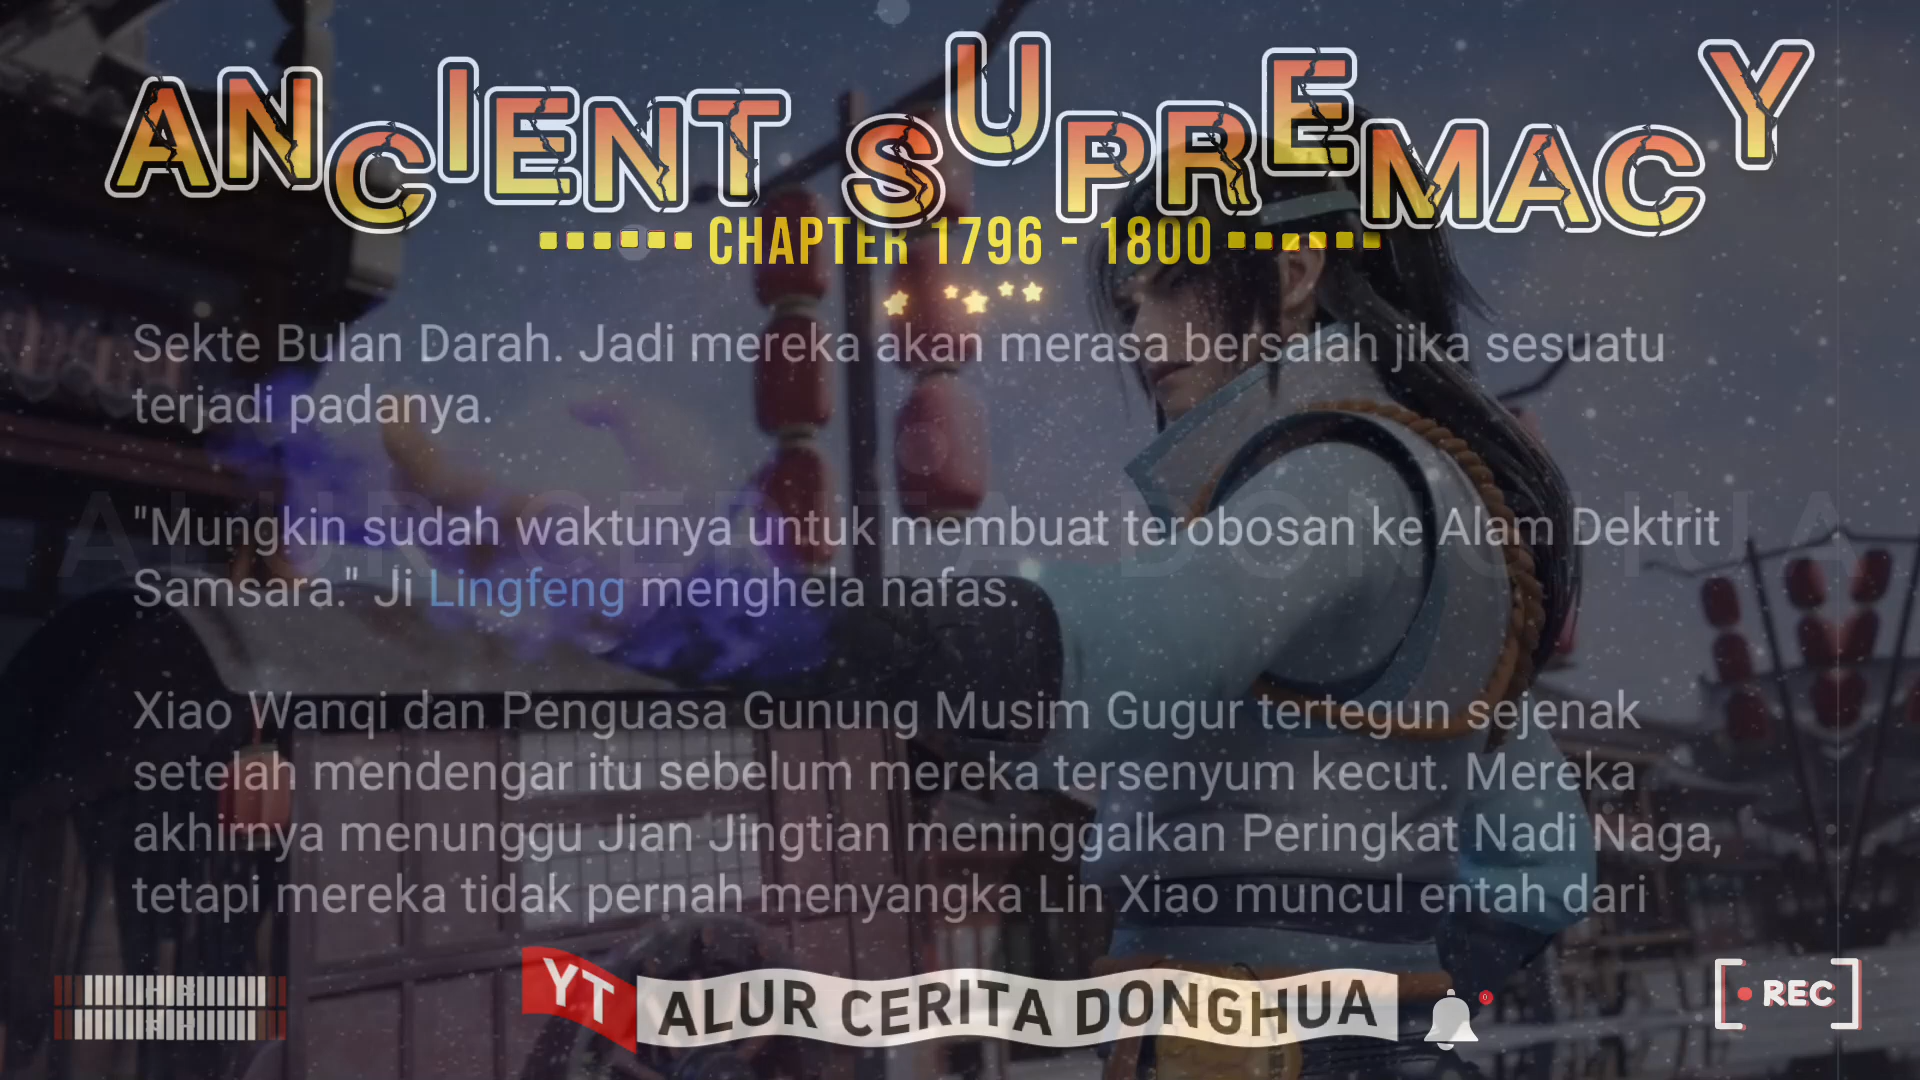 ANCIENT SUPREMACY
CHAPTER 1796 - 1800
Sekte Bulan Darah. Jadi mereka akan merasa bersalah jika sesuatu
terjadi padanya.
ALUR CERITA DONGHUA
"Mungkin sudah waktunya untuk membuat terobosan ke Alam Dektrit
Samsara." Ji Lingfeng menghela nafas.
Xiao Wanqi dan Penguasa Gunung Musim Gugur tertegun sejenak
setelah mendengar itu sebelum mereka tersenyum kecut. Mereka
akhirnya menunggu Jian Jingtian meninggalkan Peringkat Nadi Naga,
tetapi mereka tidak pernah menyangka Lin Xiao muncul entah dari
YT ALUR CERITA DONGHUA
REC